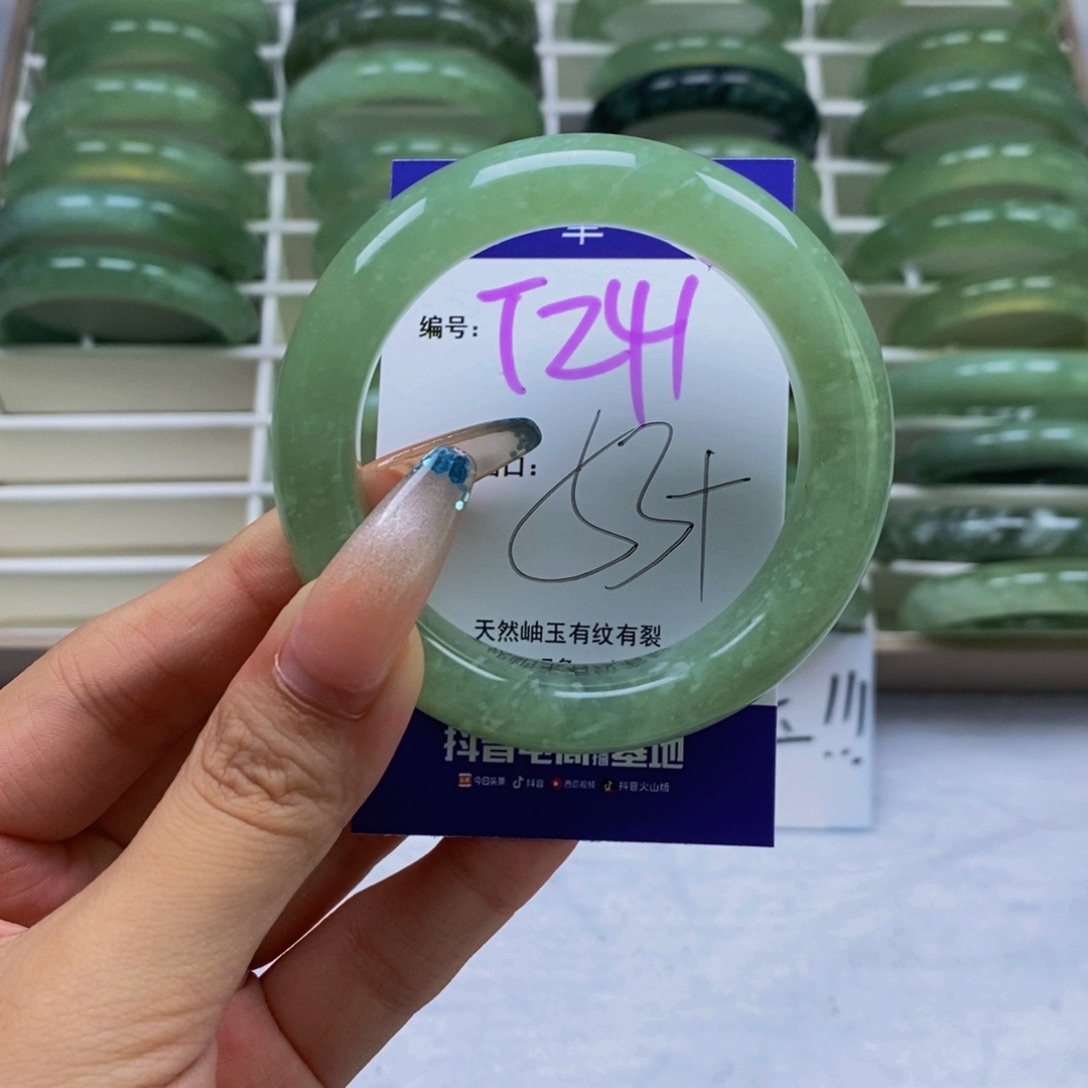 编号: TZ41
口: 53+
天然岫玉有纹有裂
抖音电商直播基地
今日头条 抖音 西瓜视频 抖音火山版